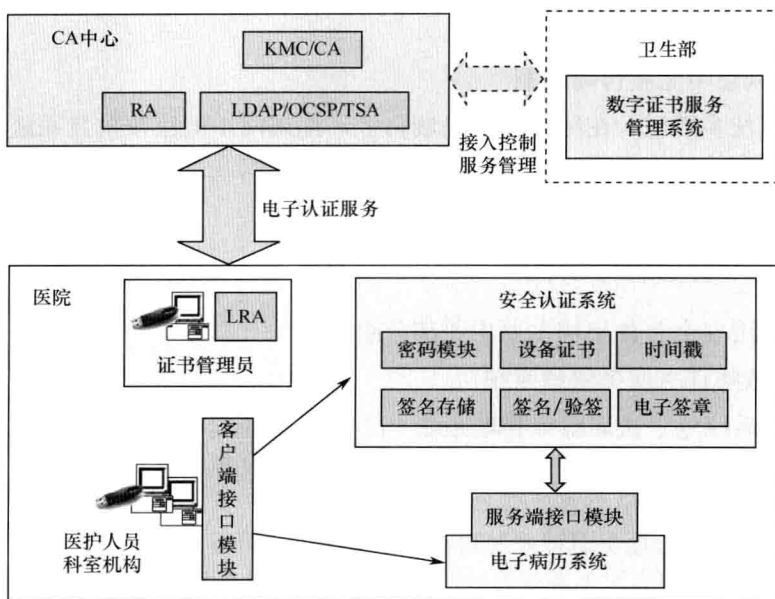 CA中心
KMC/CA
RA
LDAP/OCSP/TSA
卫生部
数字证书服务
管理系统
接入控制
服务管理
电子认证服务
医院
LRA
证书管理员
安全认证系统
密码模块
设备证书
时间戳
签名存储
签名/验签
电子签章
客户端接口模块
医护人员
科室机构
服务端接口模块
电子病历系统